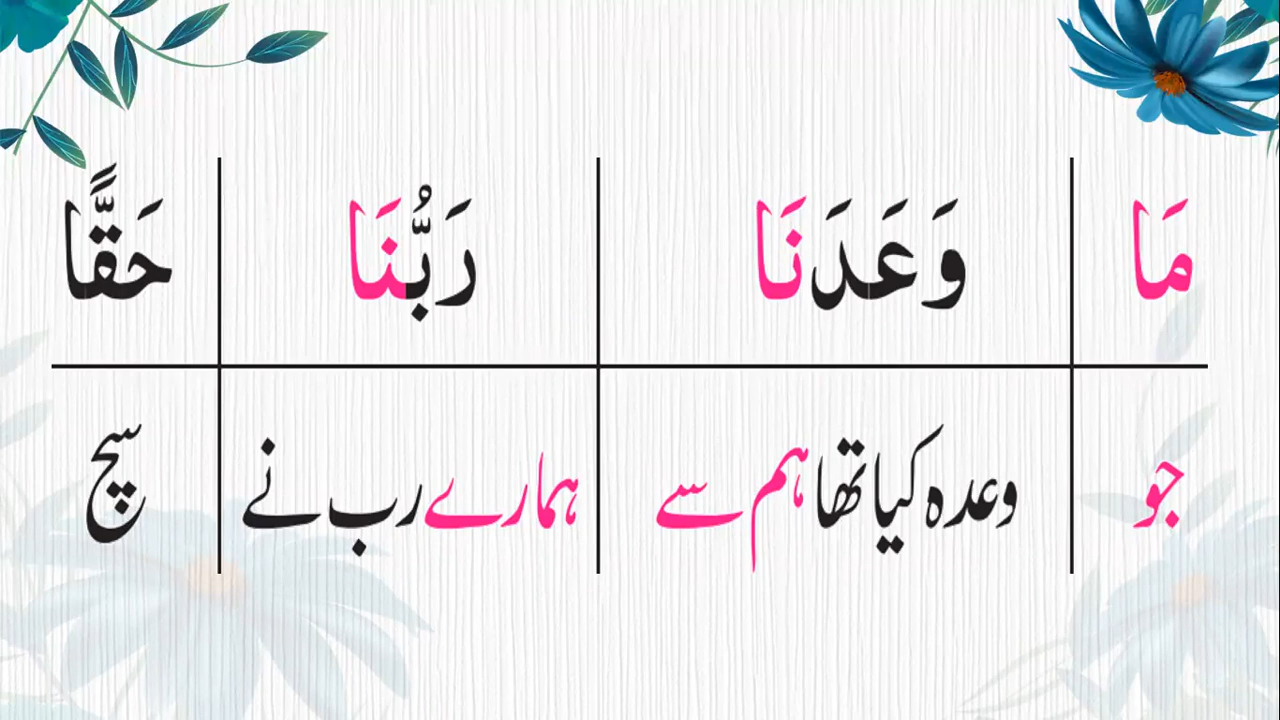 مَا وَعَدَنَا رَبُّنَا حَقًّا
جو وعدہ کیا تھا ہم سے ہمارے رب نے سچ